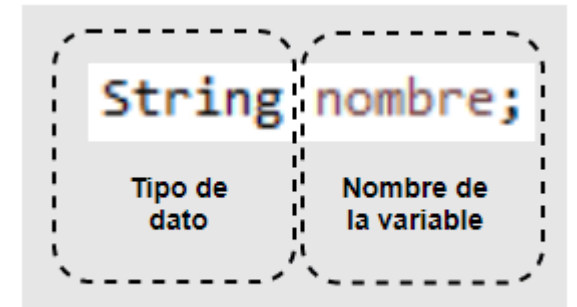 String nombre;
Tipo de
dato
Nombre de
la variable